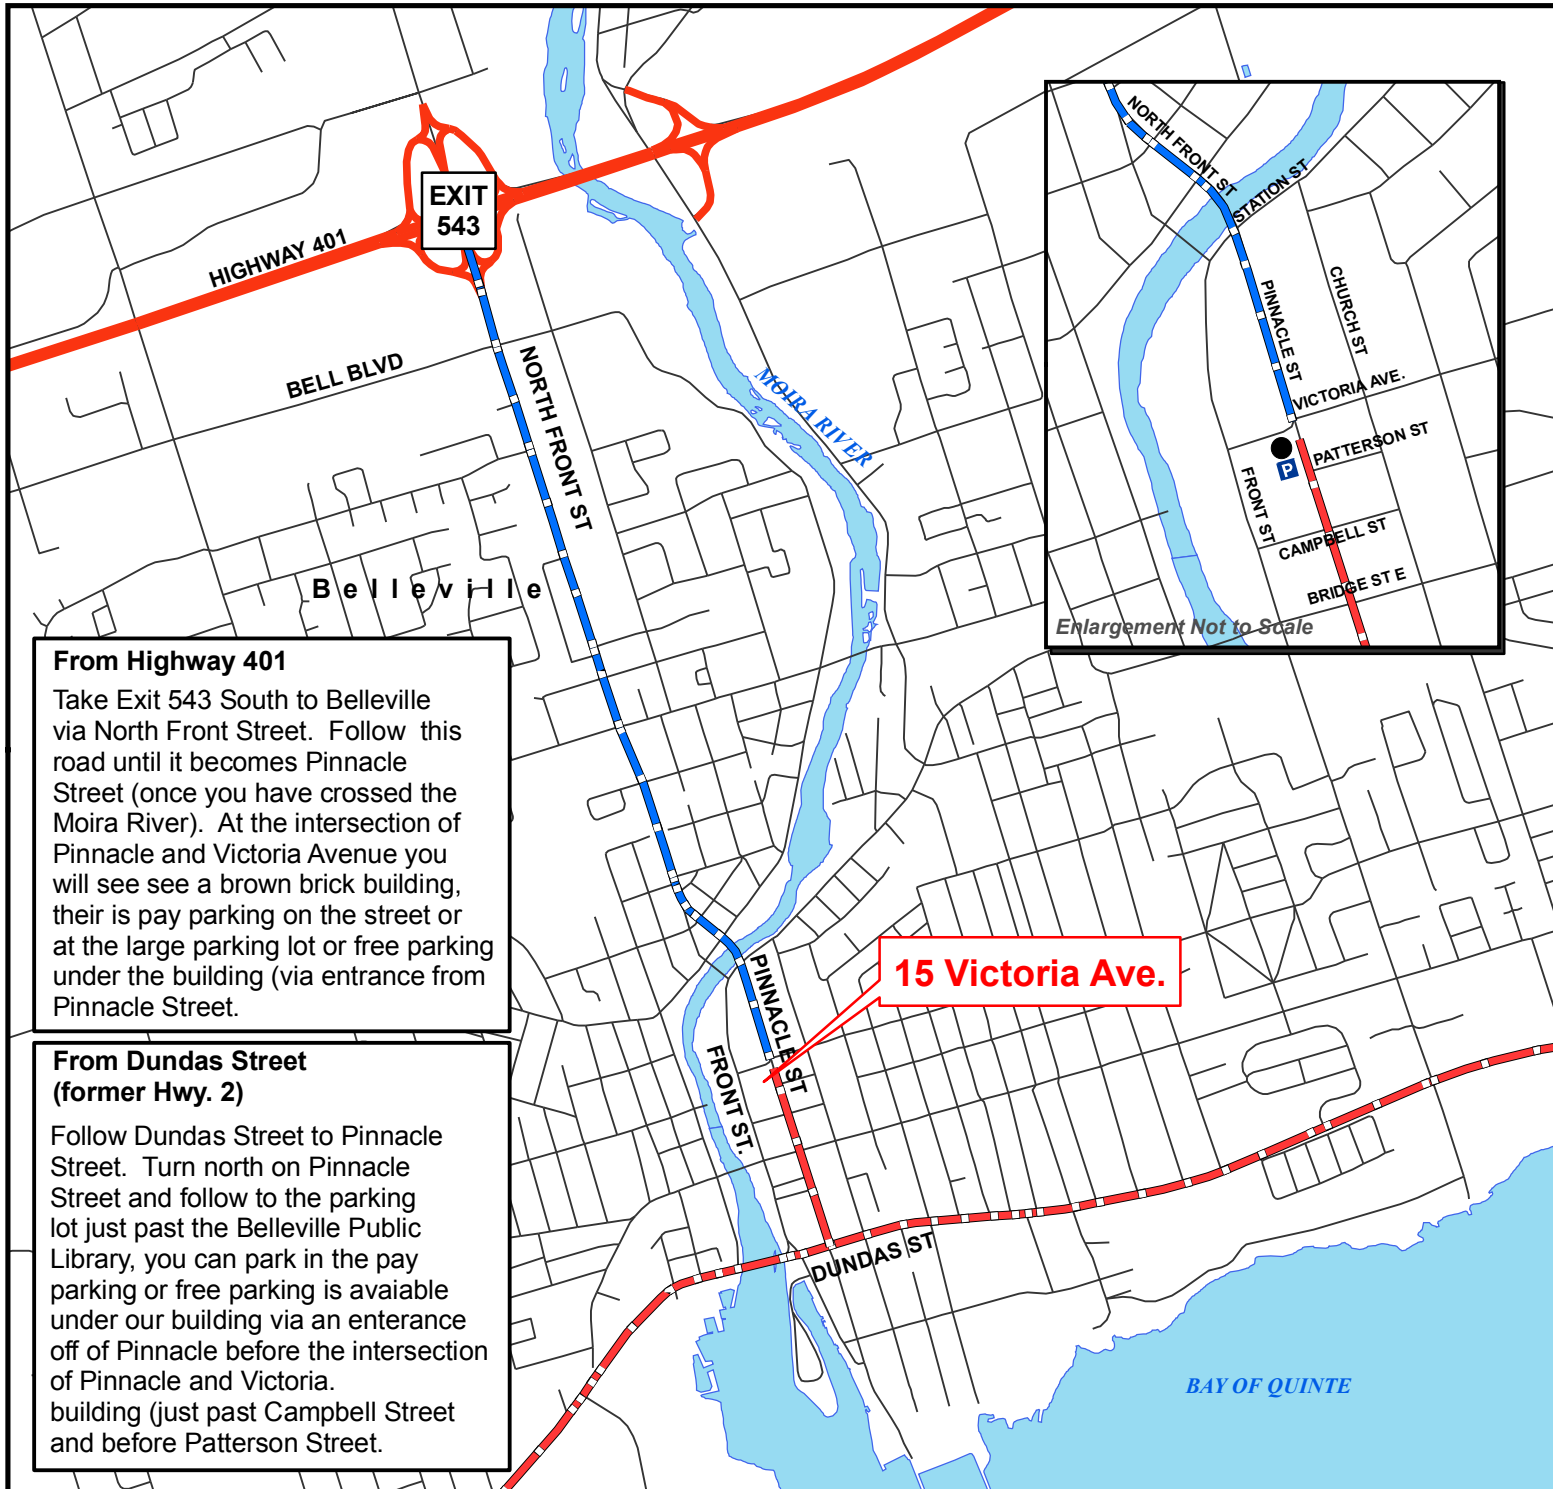 EXIT
543
HIGHWAY 401
BELL BLVD
NORTH FRONT ST
MOIRA RIVER
Belleville
NORTH FRONT ST
STATION ST
PINNACLE ST
CHURCH ST
VICTORIA AVE.
PATTERSON ST
P
FRONT ST
CAMPBELL ST
BRIDGE ST E
Enlargement Not to Scale
From Highway 401
Take Exit 543 South to Belleville
via North Front Street. Follow this
road until it becomes Pinnacle
Street (once you have crossed the
Moira River). At the intersection of
Pinnacle and Victoria Avenue you
will see see a brown brick building,
their is pay parking on the street or
at the large parking lot or free parking
under the building (via entrance from
Pinnacle Street.
15 Victoria Ave.
PINNACLE ST
FRONT ST.
From Dundas Street
(former Hwy. 2)
Follow Dundas Street to Pinnacle
Street. Turn north on Pinnacle
Street and follow to the parking
lot just past the Belleville Public
Library, you can park in the pay
parking or free parking is avaiable
under our building via an enterance
off of Pinnacle before the intersection
of Pinnacle and Victoria.
building (just past Campbell Street
and before Patterson Street.
DUNDAS ST
BAY OF QUINTE